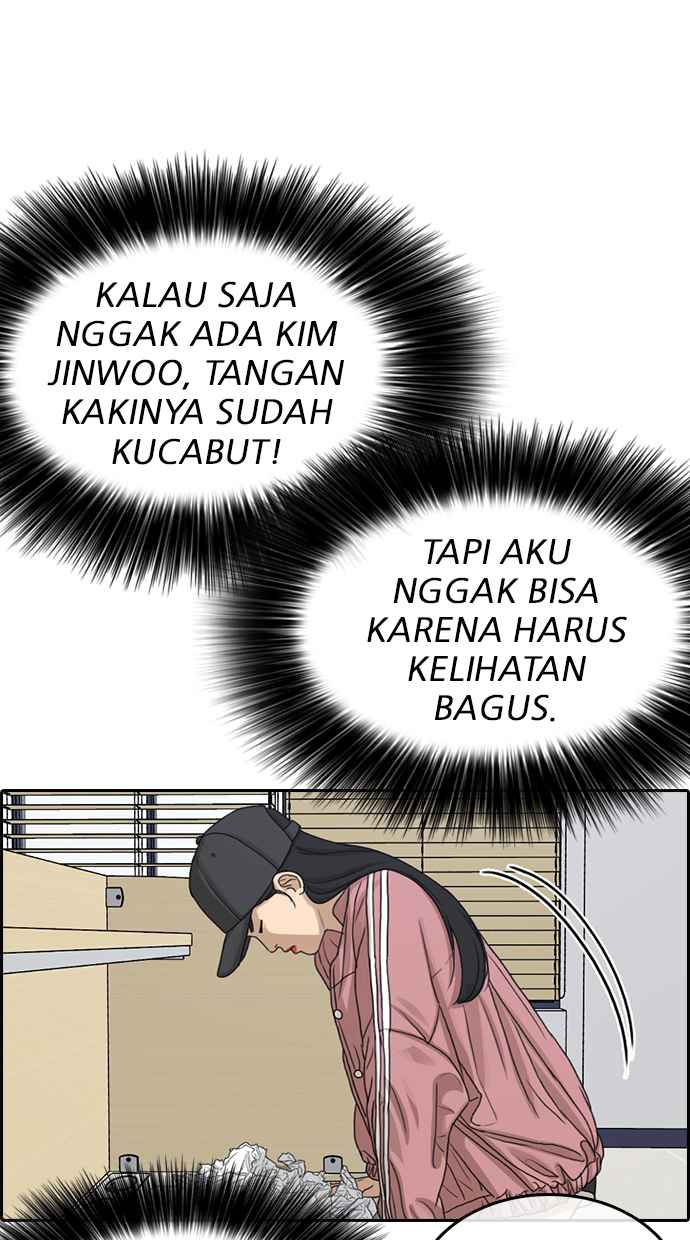 KALAU SAJA
NGGAK ADA KIM
JINWOO, TANGAN
KAKINYA SUDAH
KUCABUT!
TAPI AKU
NGGAK BISA
KARENA HARUS
KELIHATAN
BAGUS.